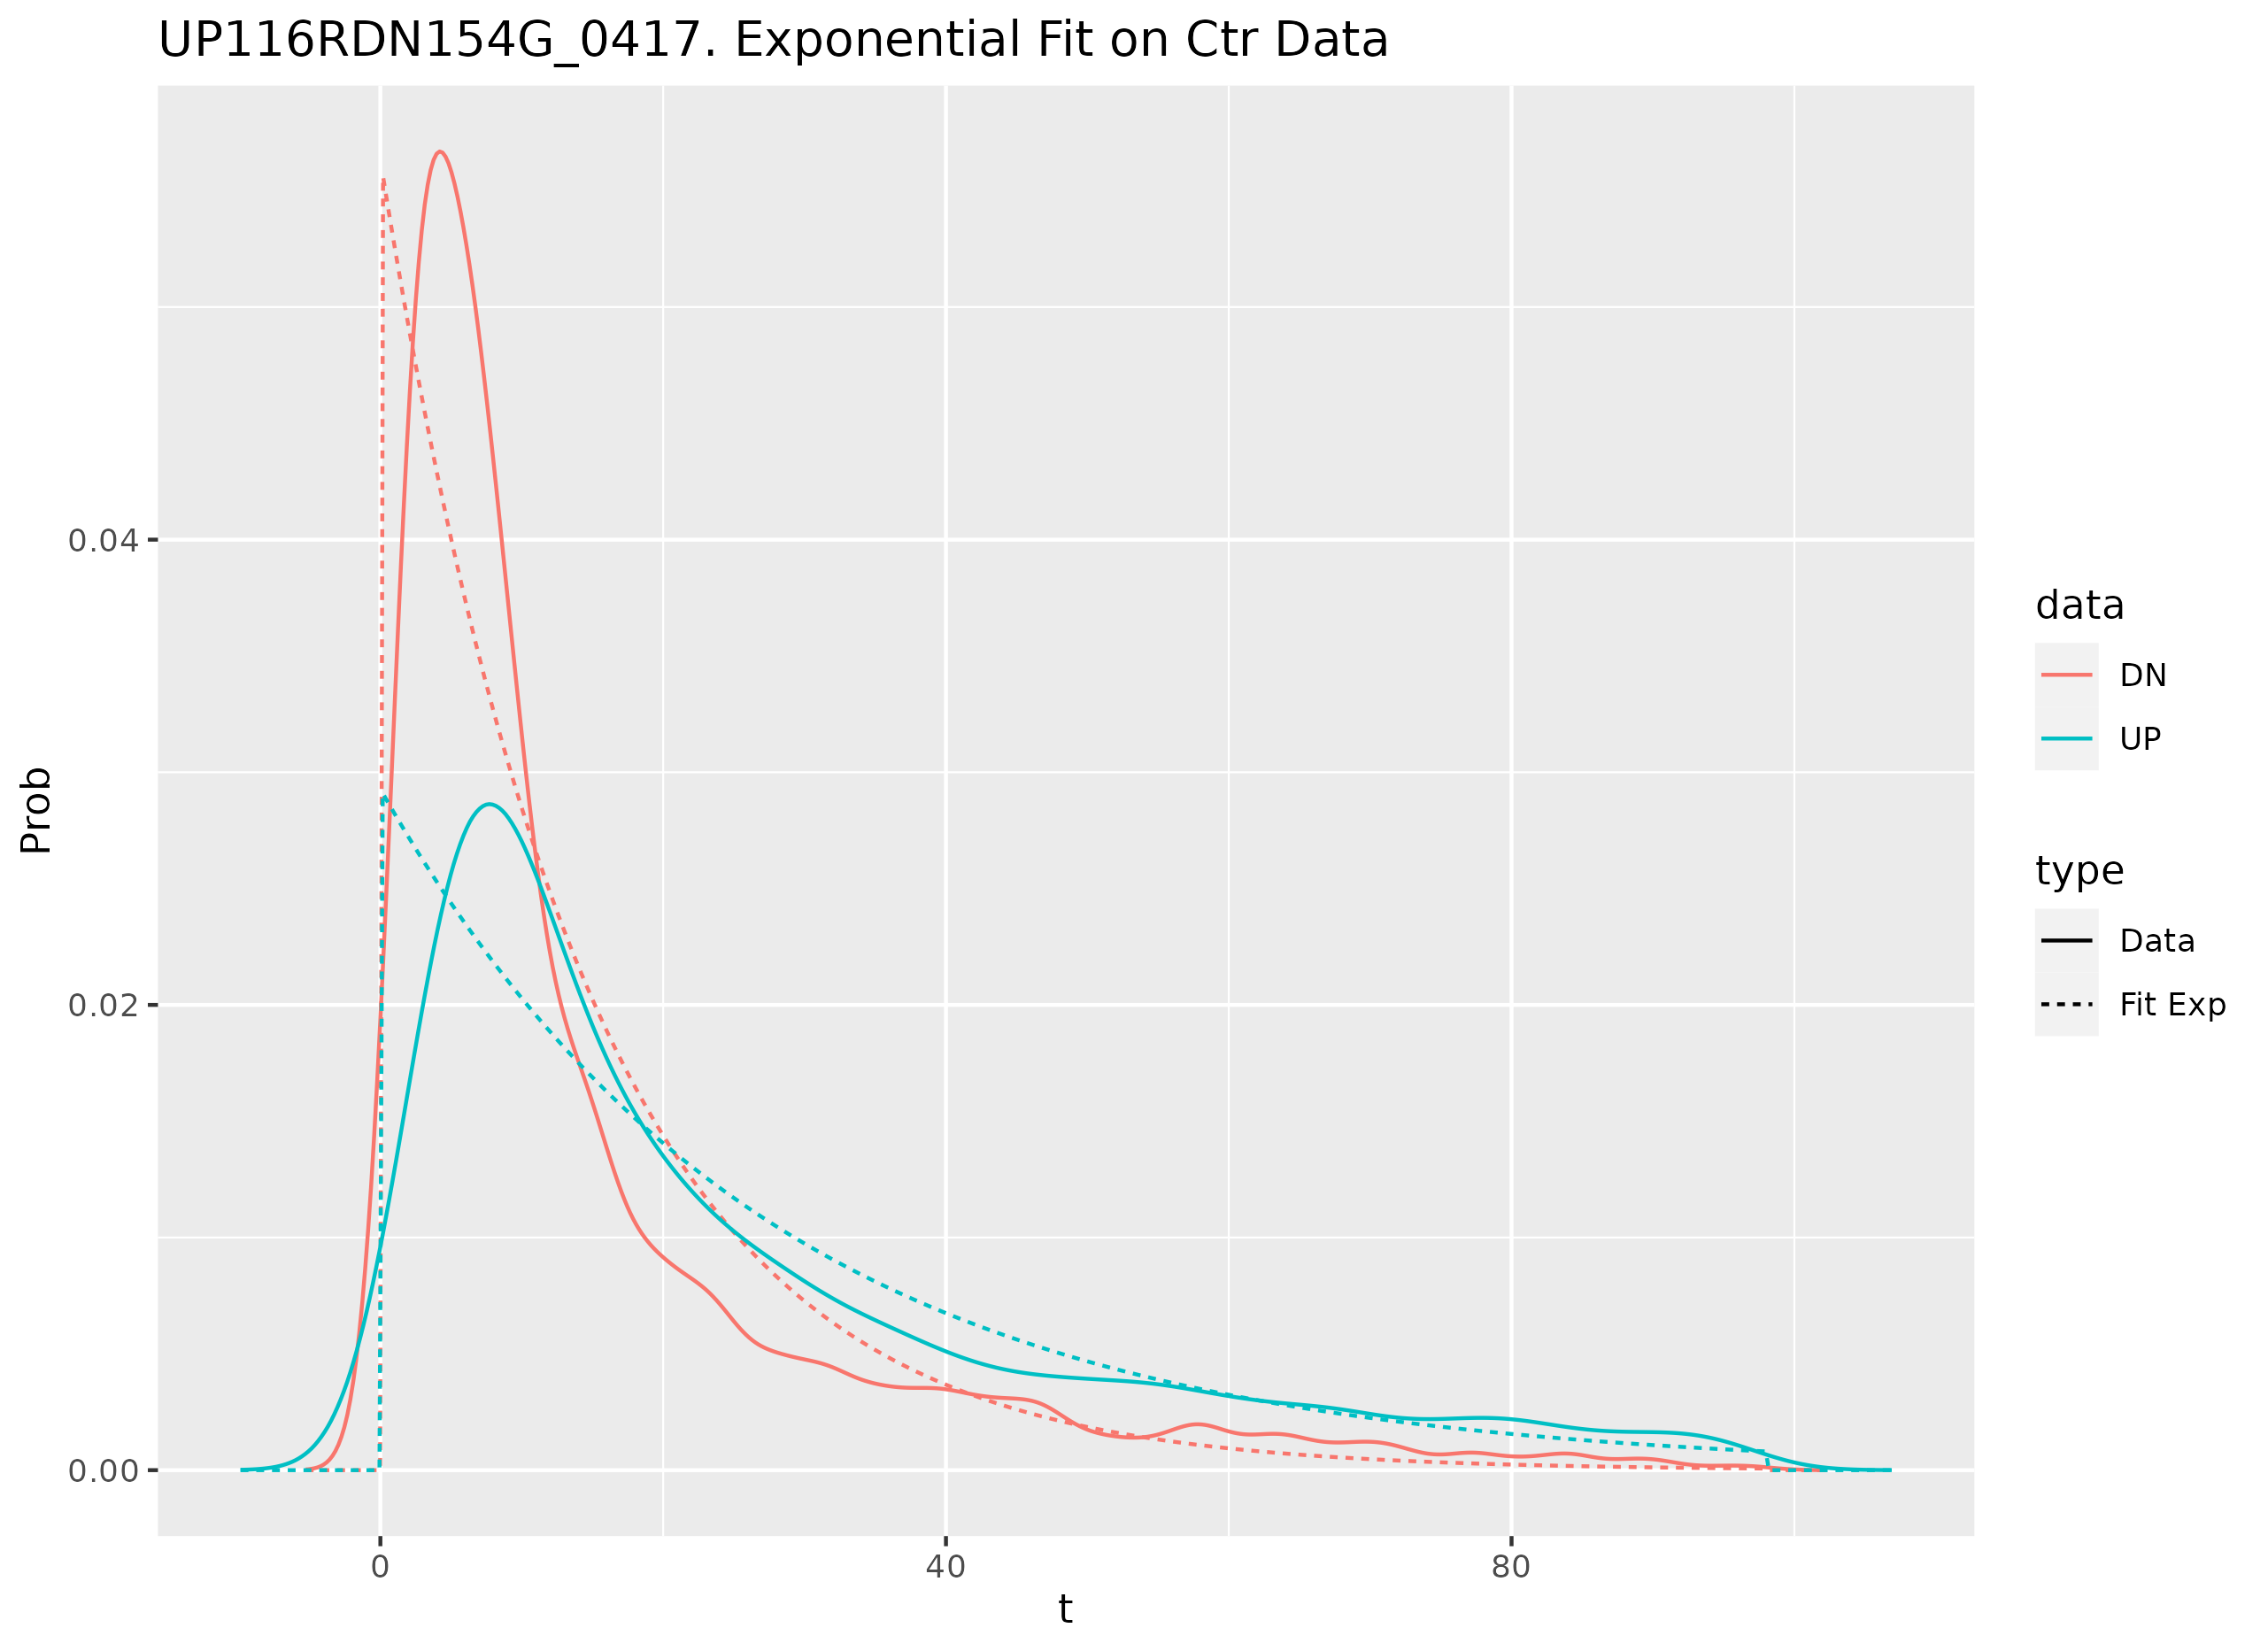 UP116RDN154G_0417. Exponential Fit on Ctr Data
Prob
0.04
0.02
0.00
0
40
80
t
data
DN
UP
type
Data
Fit Exp